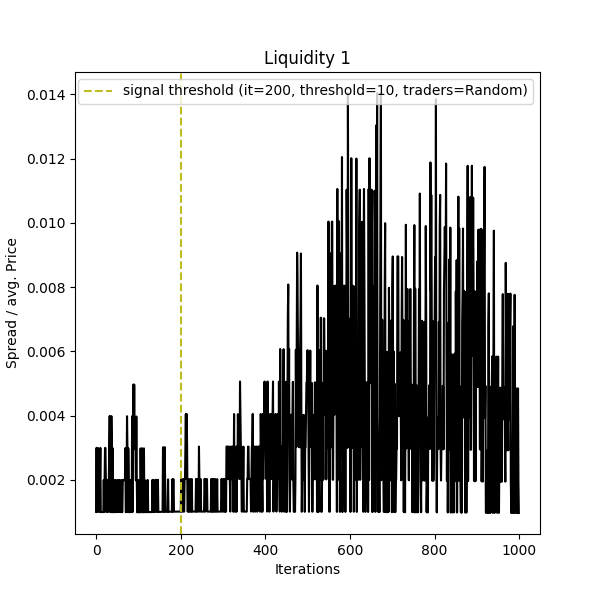 Liquidity 1
signal threshold (it=200, threshold=10, traders=Random)
Spread / avg. Price
0.014
0.012
0.010
0.008
0.006
0.004
0.002
0 200 400 600 800 1000
Iterations